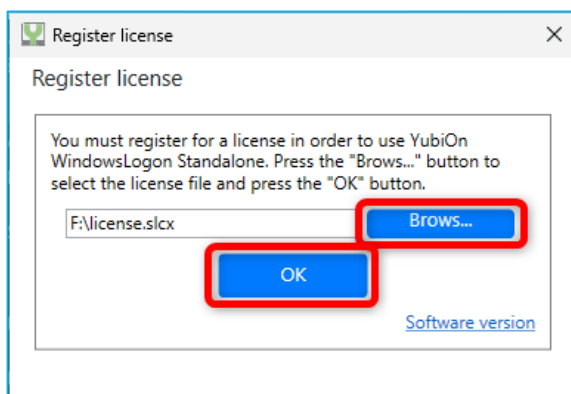 Register license
Register license
You must register for a license in order to use YubiOn
WindowsLogon Standalone. Press the "Brows..." button to
select the license file and press the "OK" button.
F:\license.slcx
Brows...
OK
Software version